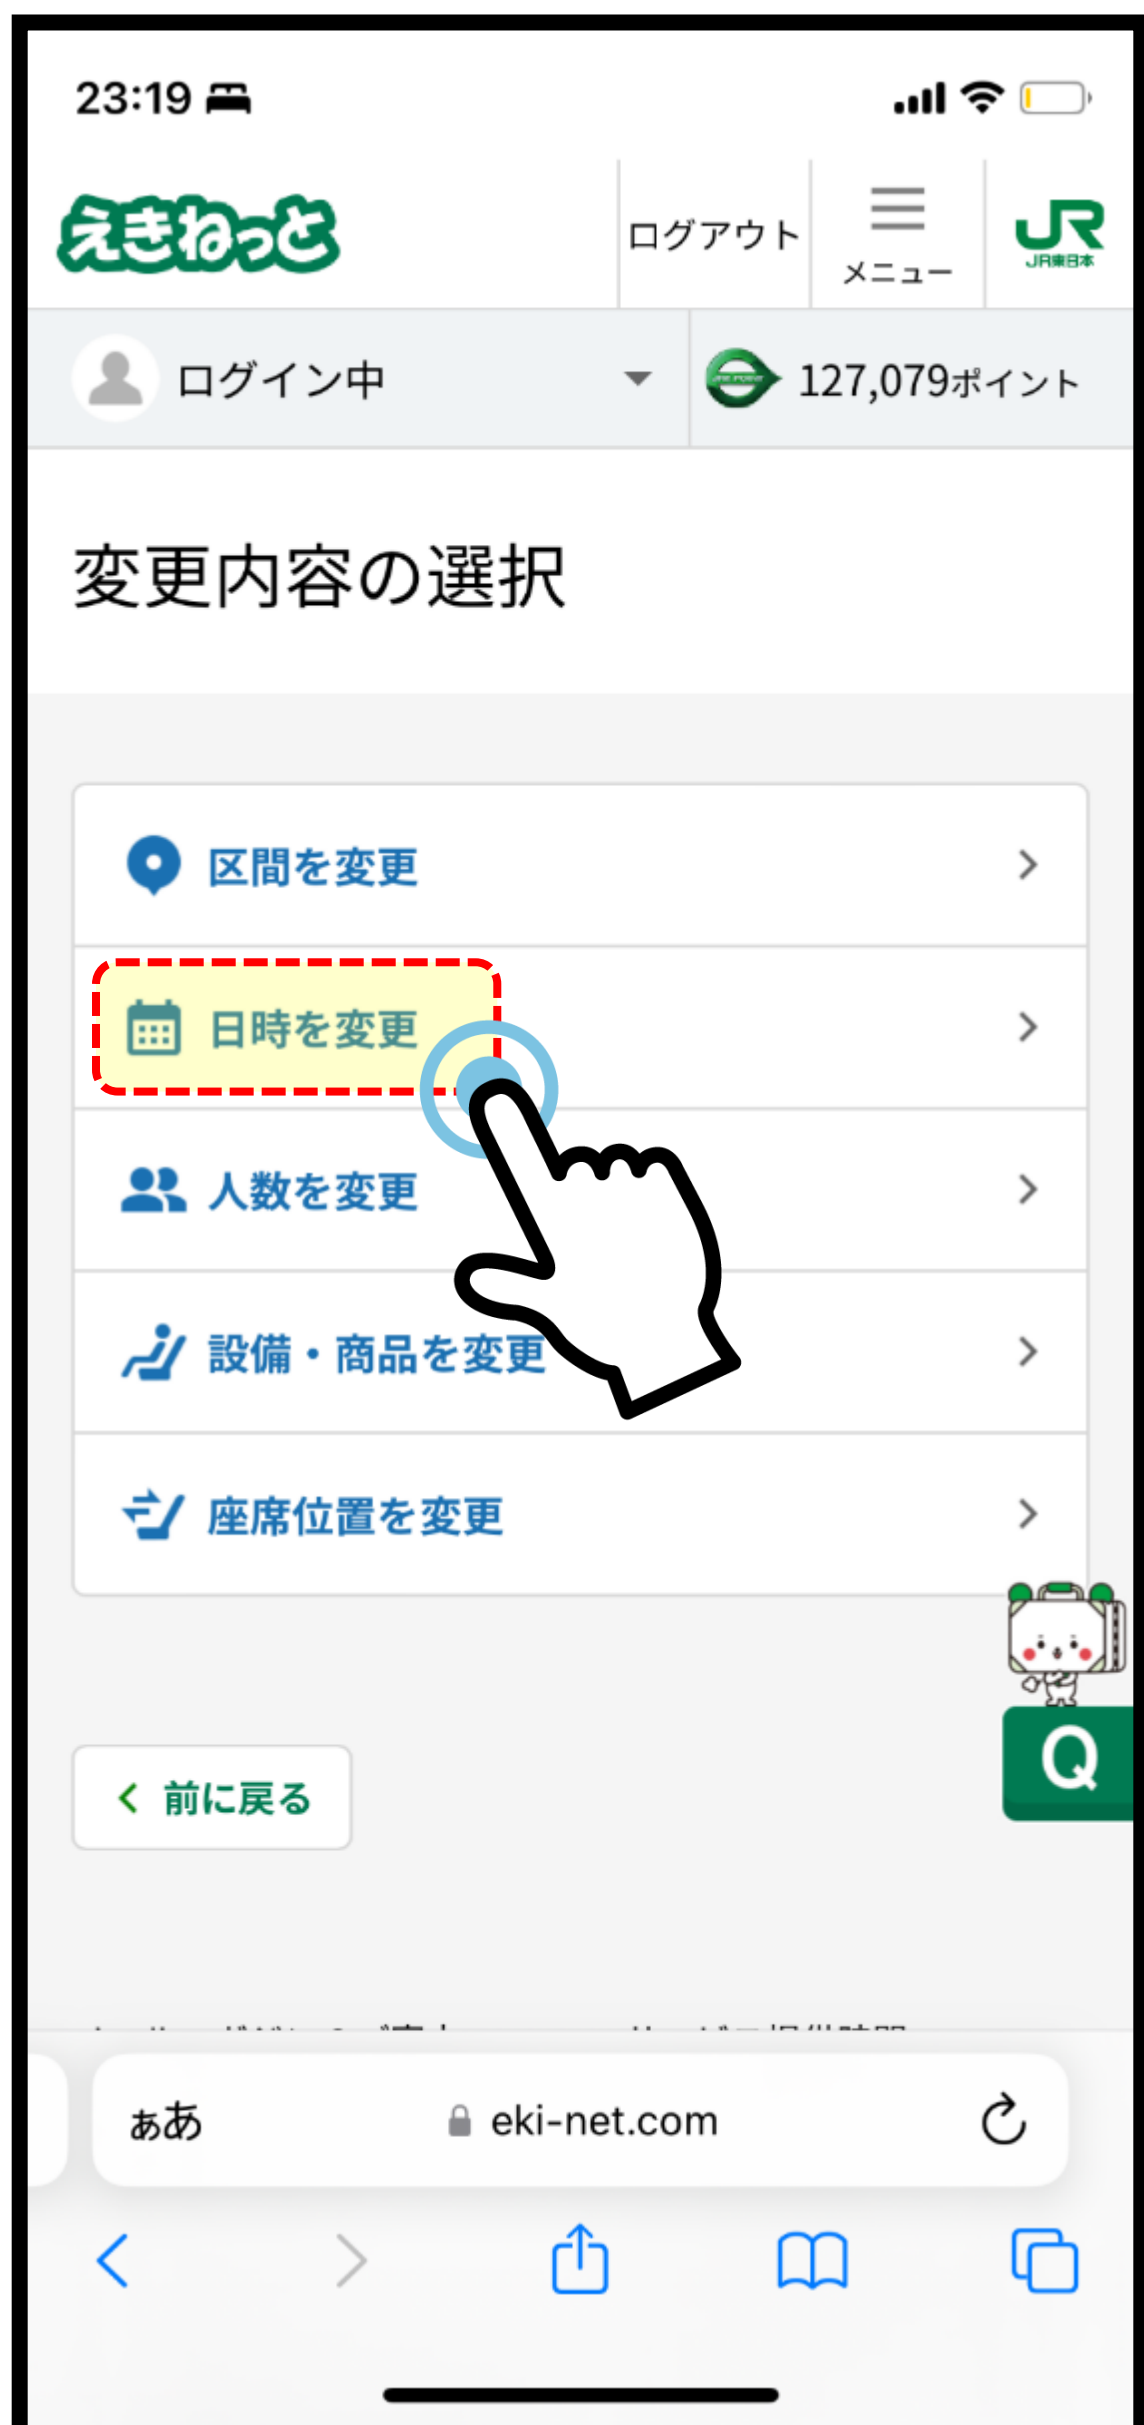 23:19
えきねっと
ログアウト
メニュー
JR
JR東日本
ログイン中
127,079ポイント
変更内容の選択
区間を変更
日時を変更
人数を変更
設備・商品を変更
座席位置を変更
Q
前に戻る
ぁあ
eki-net.com